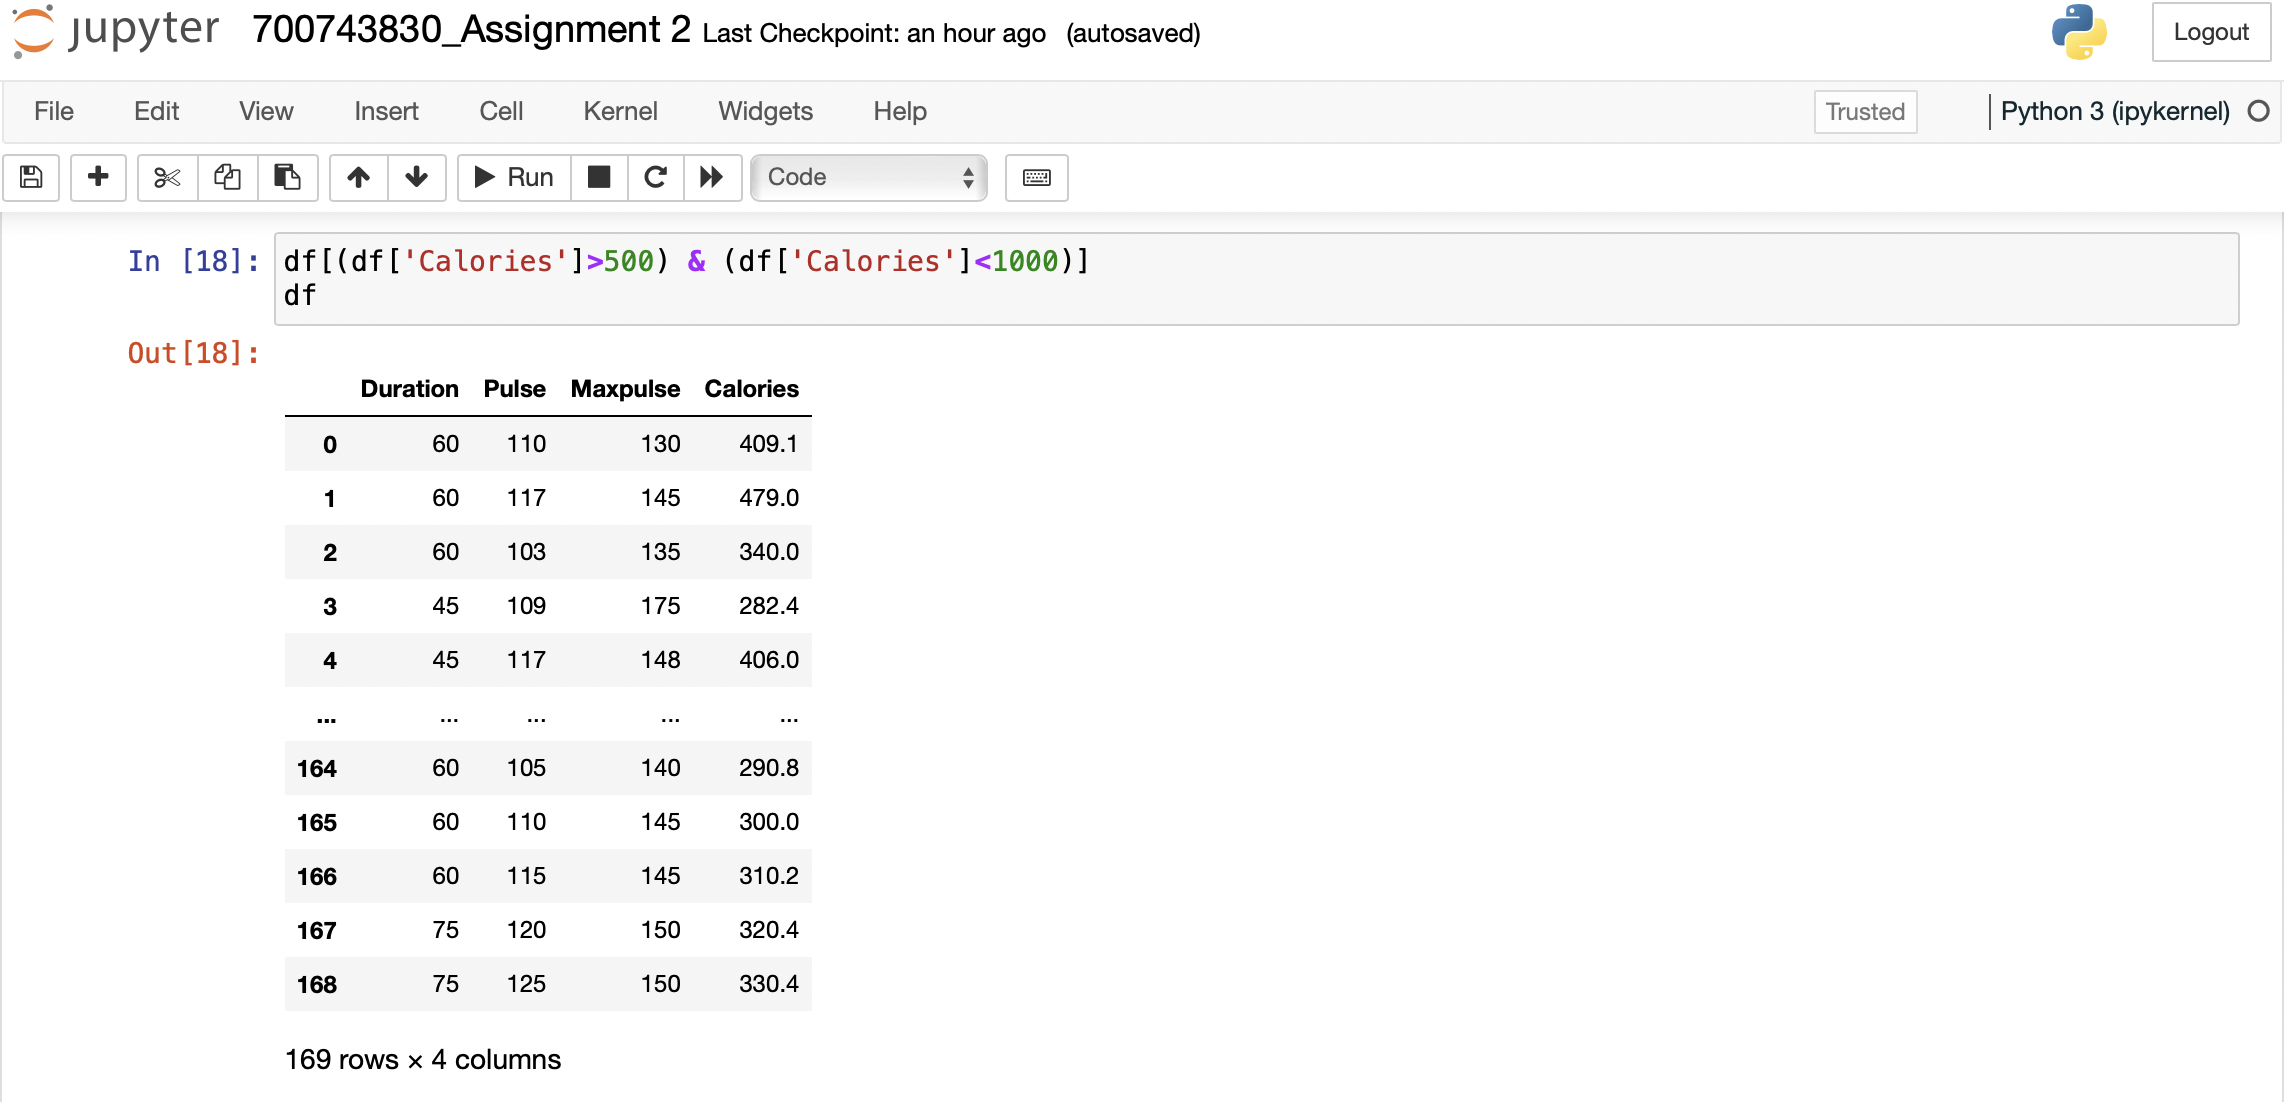 jupyter 700743830_Assignment 2 Last Checkpoint: an hour ago (autosaved) Logout
File Edit View Insert Cell Kernel Widgets Help Trusted Python 3 (ipykernel)
Run Code
In [18]: df[(df['Calories']>500) & (df['Calories']<1000)]
df
Out[18]:
Duration Pulse Maxpulse Calories
0 60 110 130 409.1
1 60 117 145 479.0
2 60 103 135 340.0
3 45 109 175 282.4
4 45 117 148 406.0
... ... ... ... ...
164 60 105 140 290.8
165 60 110 145 300.0
166 60 115 145 310.2
167 75 120 150 320.4
168 75 125 150 330.4
169 rows × 4 columns